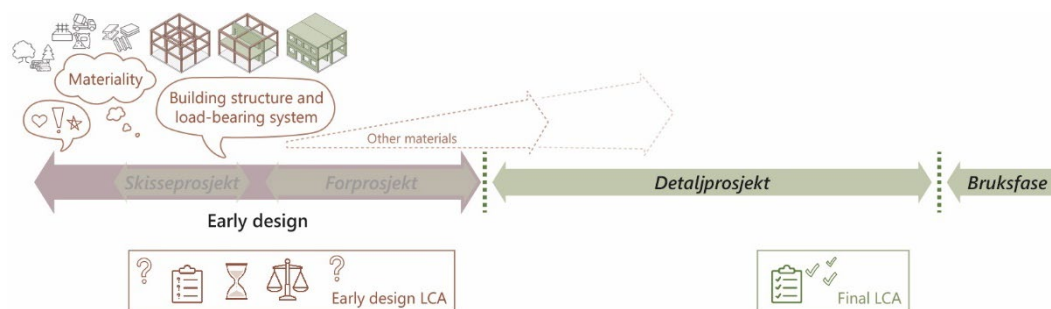 Materiality
Building structure and
load-bearing system
Other materials
Skisseprosjekt
Forprosjekt
Detaljprosjekt
Bruksfase
Early design
? ? Early design LCA
Final LCA